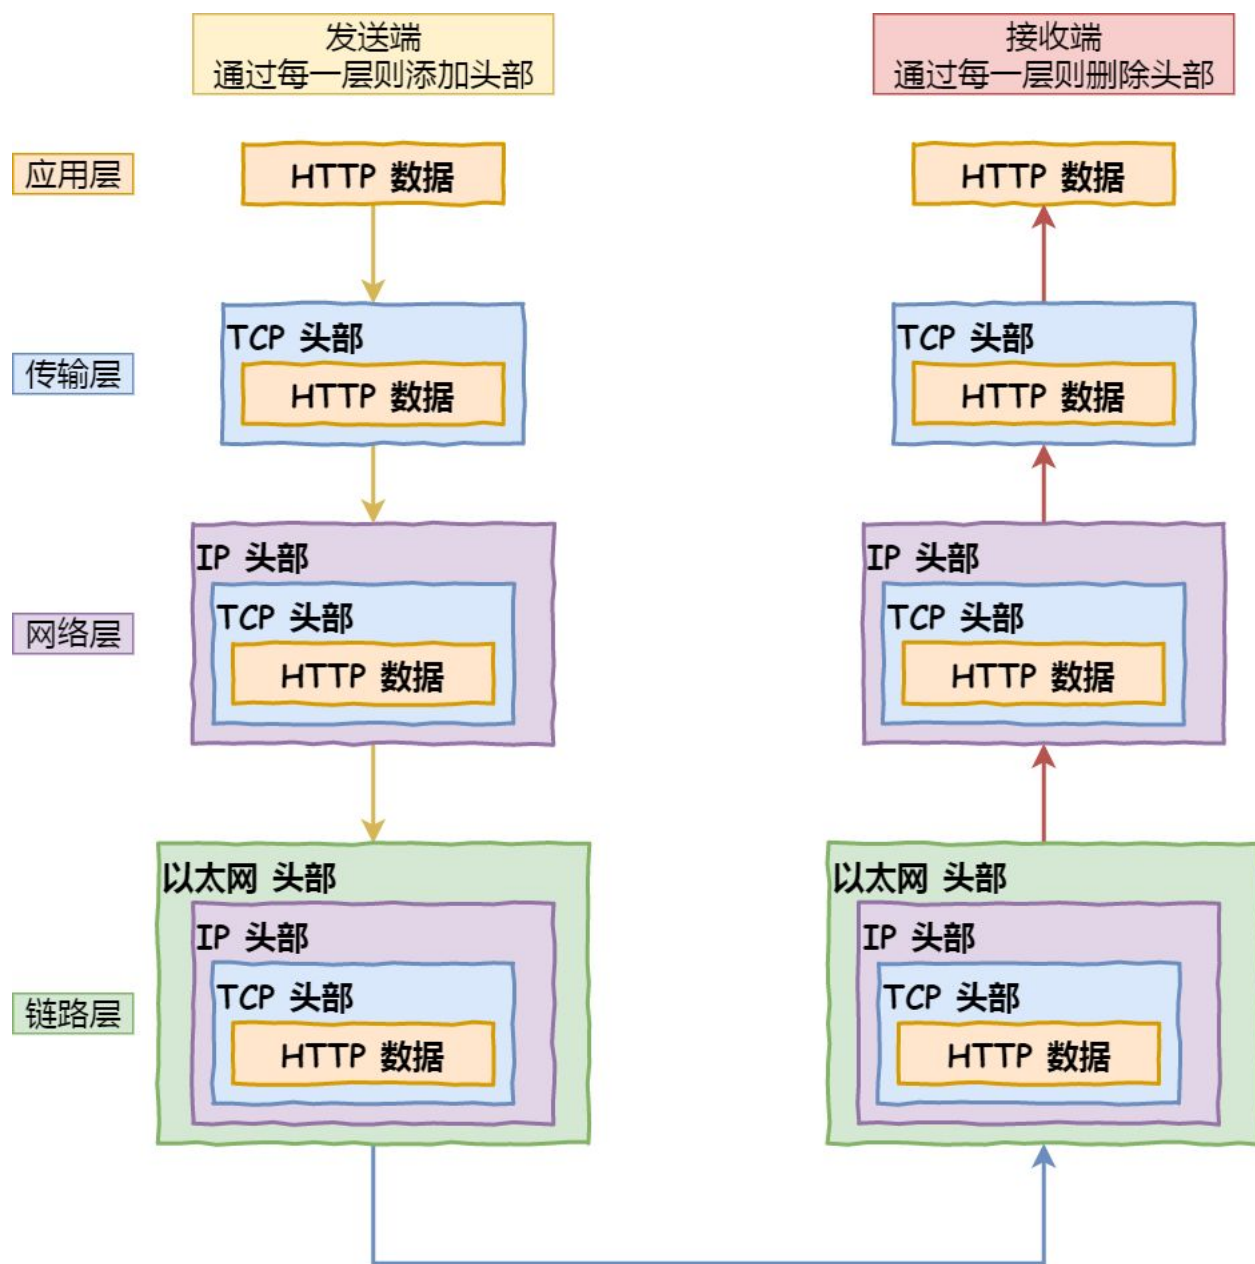 发送端
通过每一层则添加头部
接收端
通过每一层则删除头部
应用层
HTTP 数据
HTTP 数据
传输层
TCP 头部
HTTP 数据
TCP 头部
HTTP 数据
网络层
IP 头部
TCP 头部
HTTP 数据
IP 头部
TCP 头部
HTTP 数据
链路层
以太网 头部
IP 头部
TCP 头部
HTTP 数据
以太网 头部
IP 头部
TCP 头部
HTTP 数据